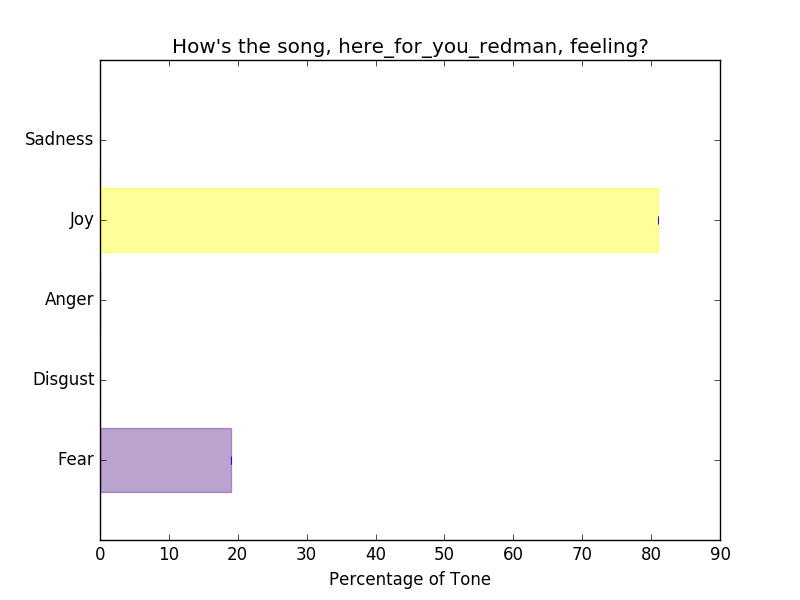 How's the song, here_for_you_redman, feeling?
Sadness
Joy
Anger
Disgust
Fear
0 10 20 30 40 50 60 70 80 90
Percentage of Tone